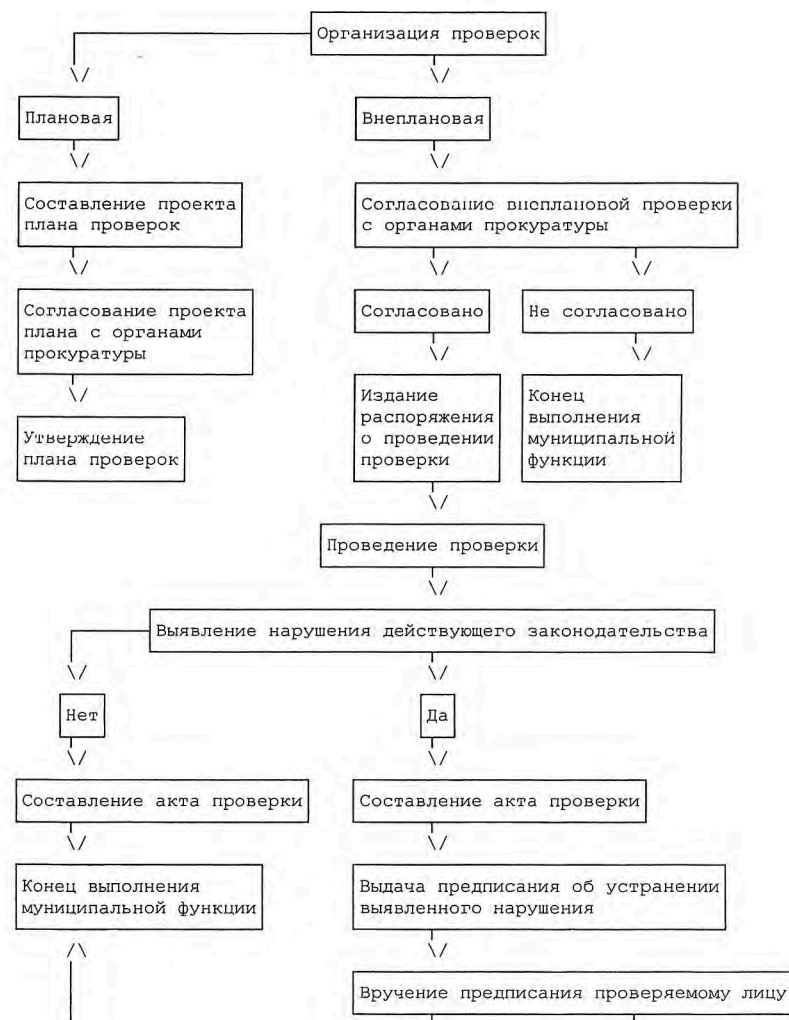 Организация проверок
Плановая
Внеплановая
Составление проекта
плана проверок
Согласование внеплановой проверки
с органами прокуратуры
Согласование проекта
плана с органами
прокуратуры
Согласовано
Не согласовано
Утверждение
плана проверок
Издание
распоряжения
о проведении
проверки
Конец
выполнения
муниципальной
функции
Проведение проверки
Выявление нарушения действующего законодательства
Нет
Да
Составление акта проверки
Составление акта проверки
Конец выполнения
муниципальной функции
Выдача предписания об устранении
выявленного нарушения
Вручение предписания проверяемому лицу